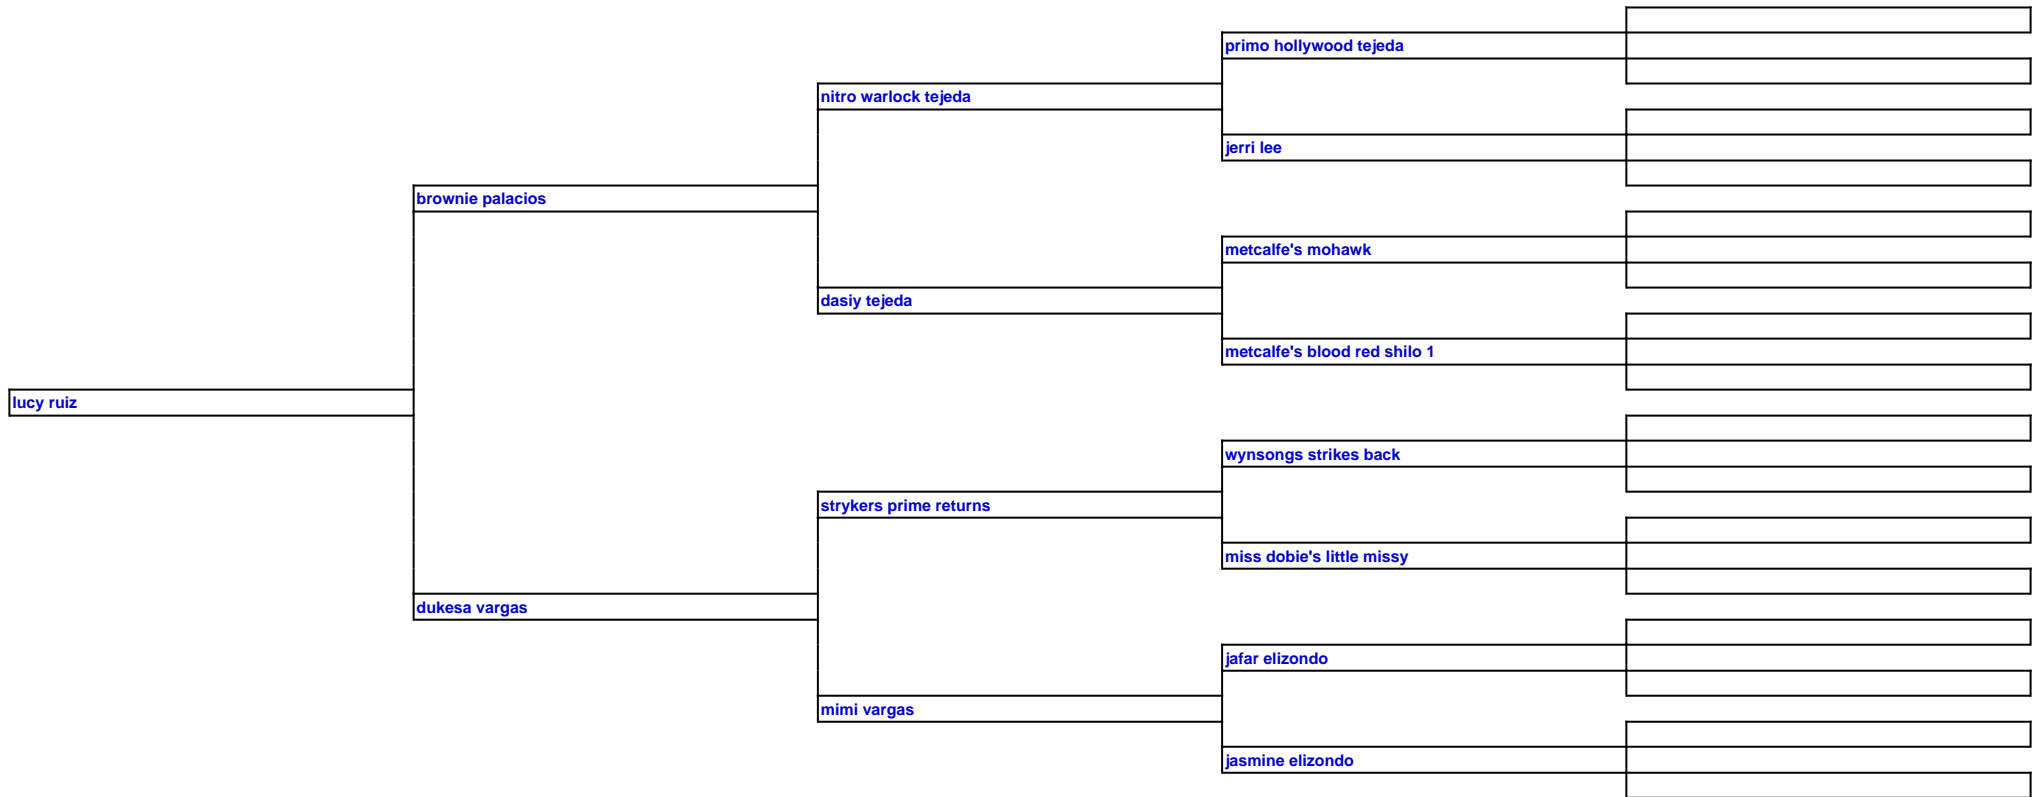 primo hollywood tejeda
nitro warlock tejeda
jerri lee
brownie palacios
metcalfe's mohawk
dasiy tejeda
metcalfe's blood red shilo 1
lucy ruiz
wynsongs strikes back
strykers prime returns
miss dobie's little missy
dukesa vargas
jafar elizondo
mimi vargas
jasmine elizondo